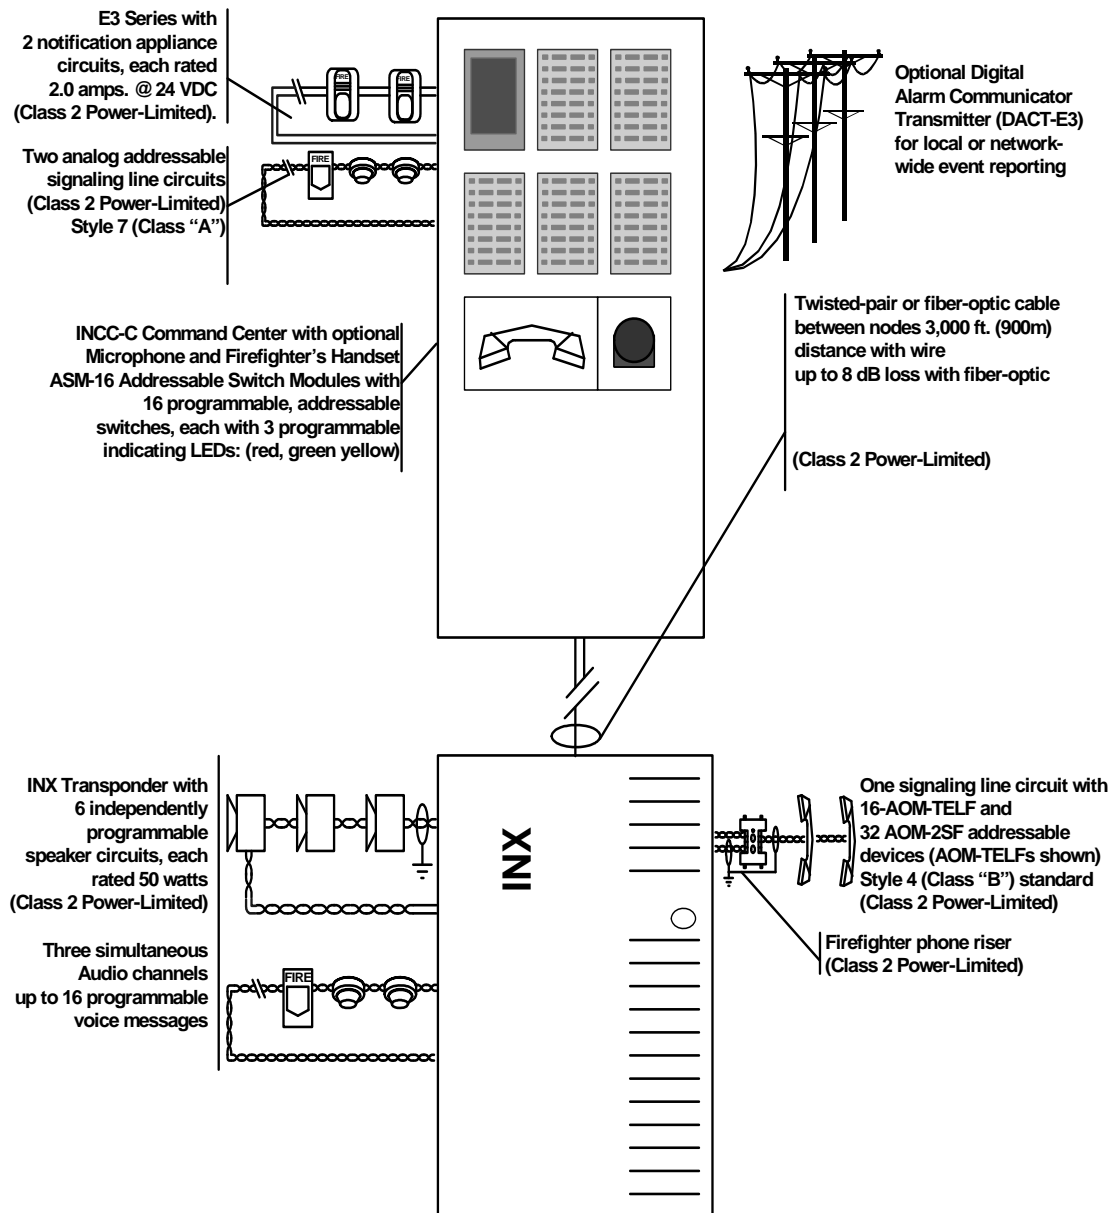 E3 Series with
2 notification appliance
circuits, each rated
2.0 amps. @ 24 VDC
(Class 2 Power-Limited).
FIRE
FIRE
Two analog addressable
signaling line circuits
(Class 2 Power-Limited)
Style 7 (Class “A”)
FIRE
Optional Digital
Alarm Communicator
Transmitter (DACT-E3)
for local or network-
wide event reporting
INCC-C Command Center with optional
Microphone and Firefighter’s Handset
ASM-16 Addressable Switch Modules with
16 programmable, addressable
switches, each with 3 programmable
indicating LEDs: (red, green yellow)
Twisted-pair or fiber-optic cable
between nodes 3,000 ft. (900m)
distance with wire
up to 8 dB loss with fiber-optic
(Class 2 Power-Limited)
INX Transponder with
6 independently
programmable
speaker circuits, each
rated 50 watts
(Class 2 Power-Limited)
Three simultaneous
Audio channels
up to 16 programmable
voice messages
FIRE
INX
One signaling line circuit with
16-AOM-TELF and
32 AOM-2SF addressable
devices (AOM-TELFs shown)
Style 4 (Class “B”) standard
(Class 2 Power-Limited)
Firefighter phone riser
(Class 2 Power-Limited)